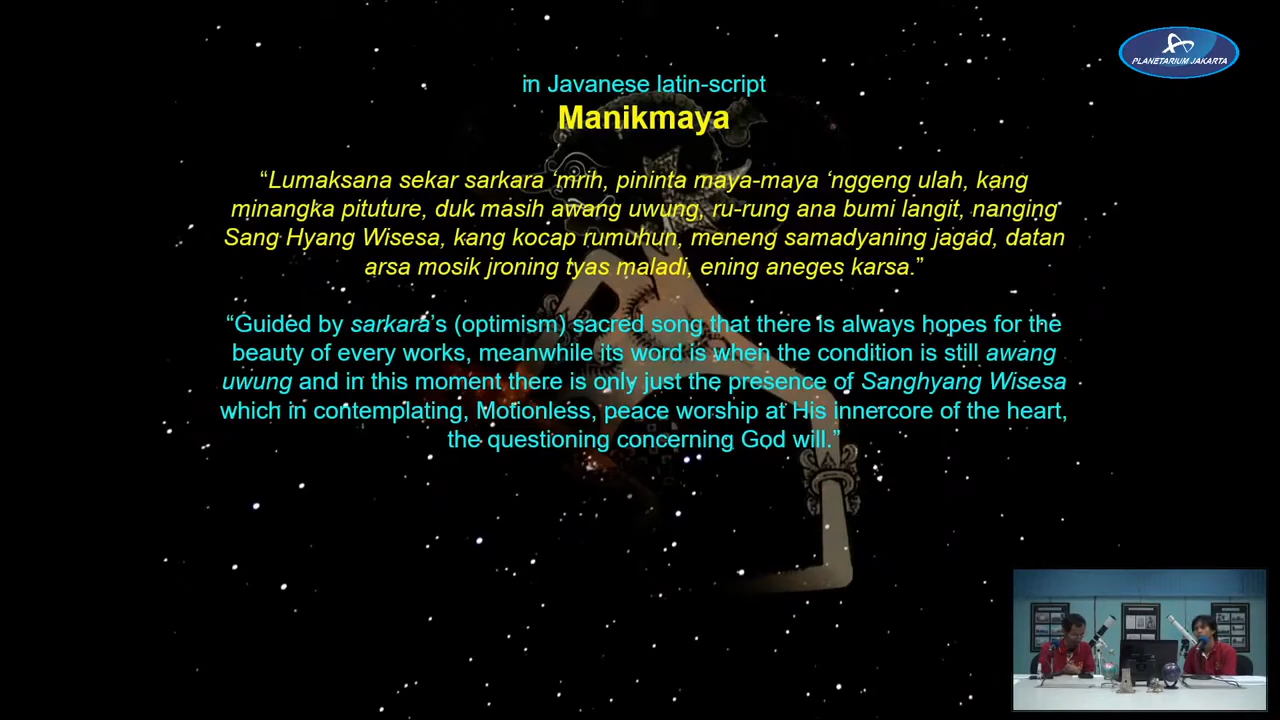 PLANETARIUM JAKARTA
in Javanese latin-script
Manikmaya
“Lumaksana sekar sarkara ‘mrih, pininta maya-maya ‘nggeng ulah, kang
minangka pituture, duk masih awang uwung, ru-rung ana bumi langit, nanging
Sang Hyang Wisesa, kang kocap rumuhun, meneng samadyaning jagad, datan
arsa mosik jroning tyas maladi, ening aneges karsa.”
“Guided by sarkara’s (optimism) sacred song that there is always hopes for the
beauty of every works, meanwhile its word is when the condition is still awang
uwung and in this moment there is only just the presence of Sanghyang Wisesa
which in contemplating, Motionless, peace worship at His innercore of the heart,
the questioning concerning God will.”